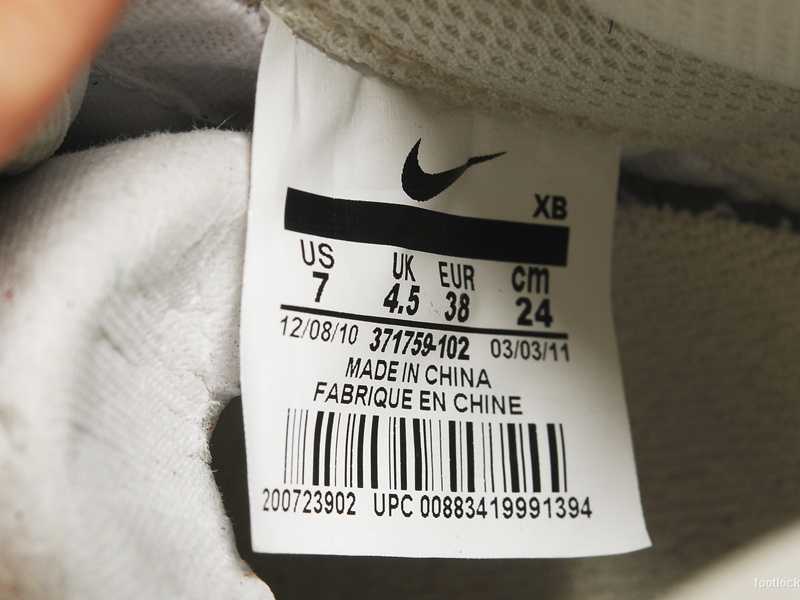 XB
US UK EUR cm
7 4.5 38 24
12/08/10 371759-102 03/03/11
MADE IN CHINA
FABRIQUE EN CHINE
200723902 UPC 00883419991394
footlock